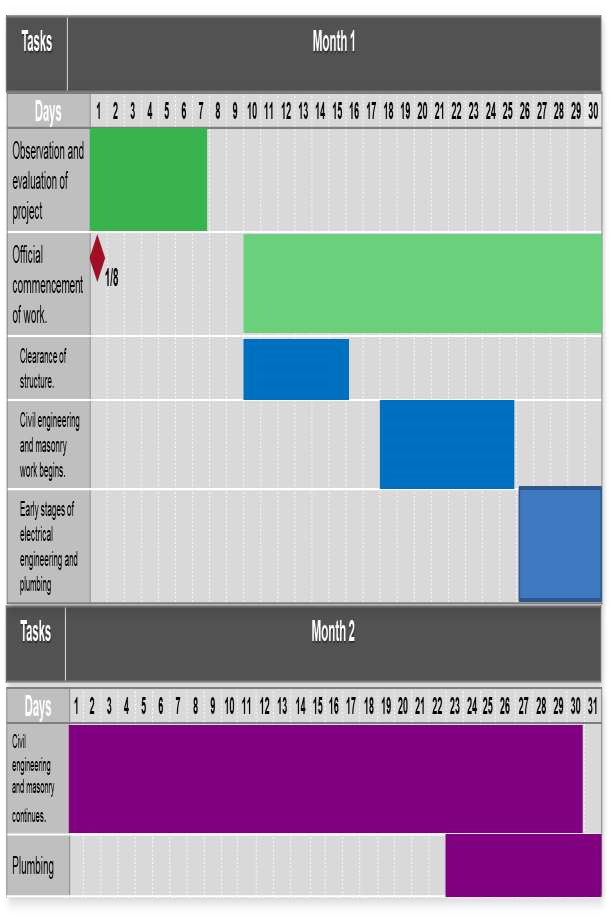 Tasks Month 1
Days 1 2 3 4 5 6 7 8 9 10 11 12 13 14 15 16 17 18 19 20 21 22 23 24 25 26 27 28 29 30
Observation and
evaluation of
project
Official
commencement
of work.
1/8
Clearance of
structure.
Civil engineering
and masonry
work begins.
Early stages of
electrical
engineering and
plumbing
Tasks Month 2
Days 1 2 3 4 5 6 7 8 9 10 11 12 13 14 15 16 17 18 19 20 21 22 23 24 25 26 27 28 29 30 31
Civil
engineering
and masonry
continues.
Plumbing